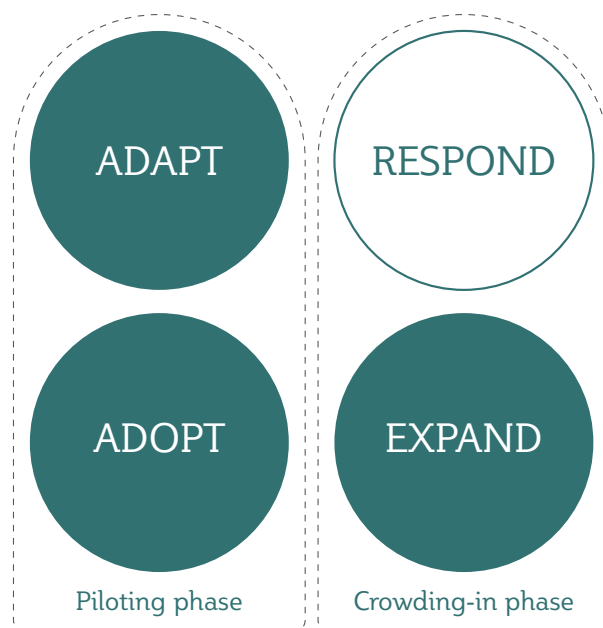 ADAPT
RESPOND
ADOPT
EXPAND
Piloting phase
Crowding-in phase